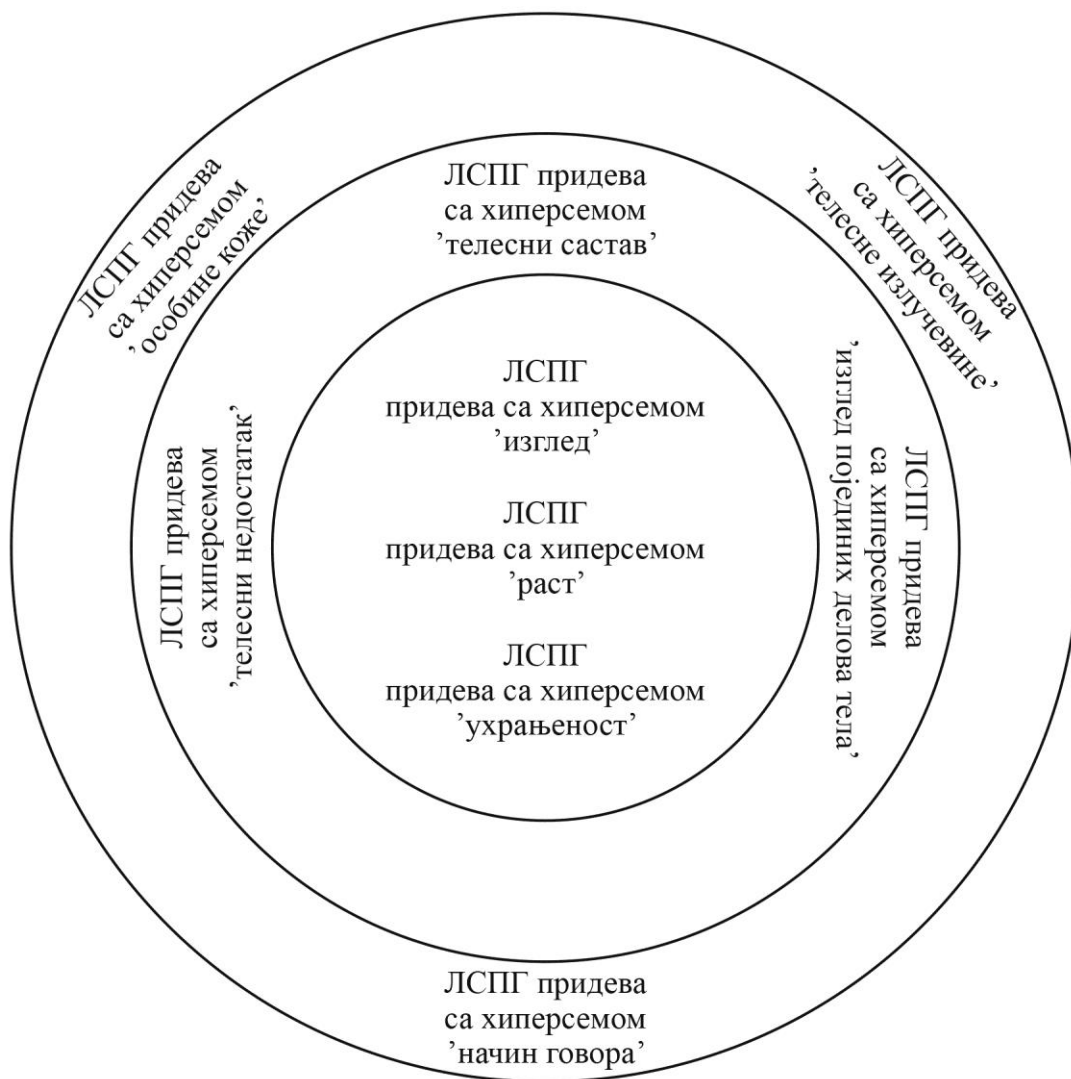 ЛСПГ придева
са хиперсемом
’особине коже’
ЛСПГ придева
са хиперсемом
’телесни састав’
ЛСПГ придева
са хиперсемом
’телесне излучевине’
ЛСПГ придева
са хиперсемом
’телесни недостатак’
ЛСПГ
придева са хиперсемом
’изглед’
ЛСПГ
придева са хиперсемом
’раст’
ЛСПГ
придева са хиперсемом
’ухрањеност’
ЛСПГ придева
са хиперсемом
’изглед појединих делова тела’
ЛСПГ придева
са хиперсемом
’начин говора’